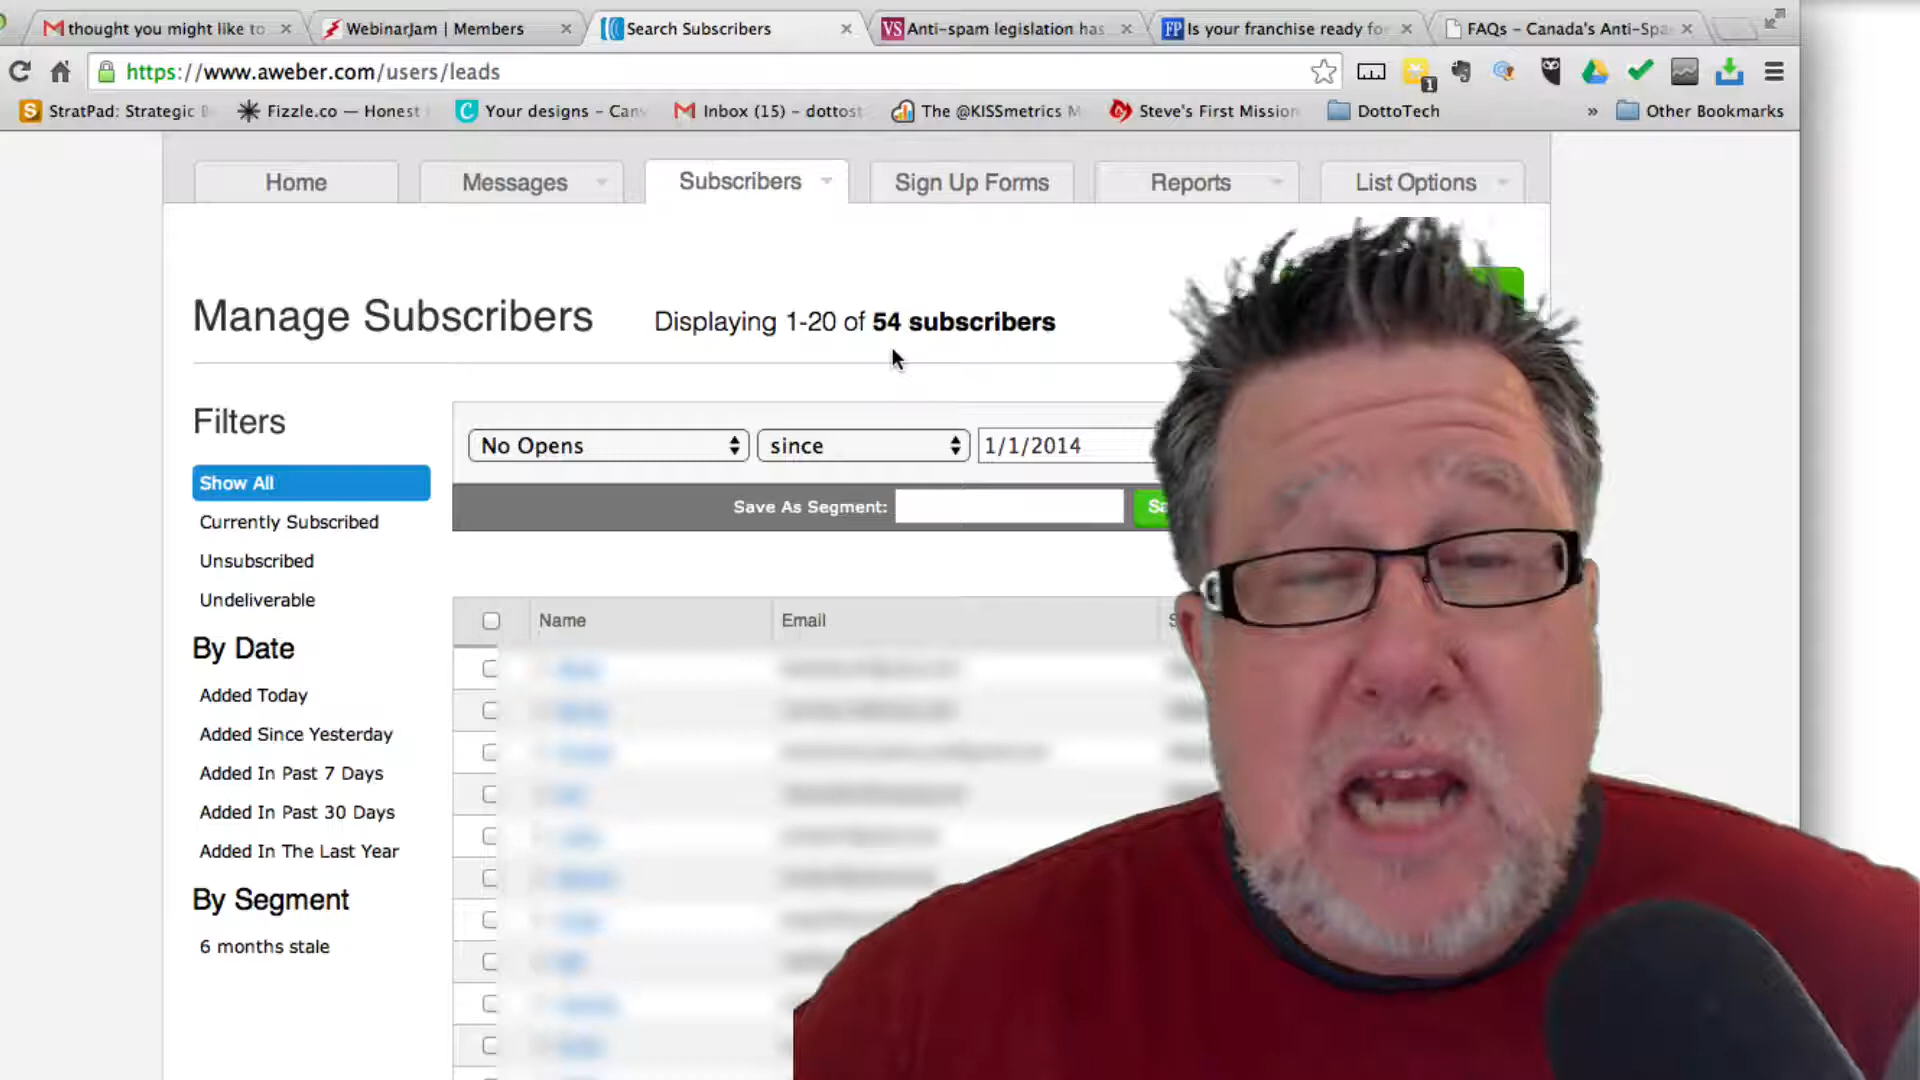 thought you might like to
WebinarJam | Members
Search Subscribers
VS Anti-spam legislation has
FP Is your franchise ready fo
FAQs – Canada's Anti-Spa
https://www.aweber.com/users/leads
1
S StratPad: Strategic
Fizzle.co — Honest
C Your designs – Can
Inbox (15) – dottost
The @KISSmetrics M
Steve's First Mission
DottoTech
»
Other Bookmarks
Home
Messages
Subscribers
Sign Up Forms
Reports
List Options
Manage Subscribers
Displaying 1-20 of 54 subscribers
Filters
No Opens
since
1/1/2014
Show All
Save As Segment:
Sa
Currently Subscribed
Unsubscribed
Undeliverable
Name
Email
S
By Date
Added Today
Added Since Yesterday
Added In Past 7 Days
Added In Past 30 Days
Added In The Last Year
By Segment
6 months stale